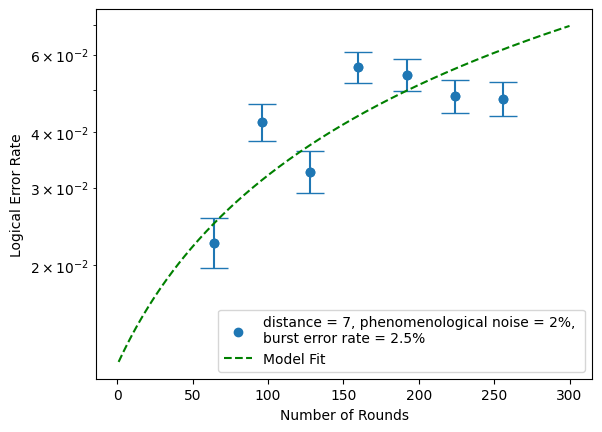 6 × 10⁻²
4 × 10⁻²
3 × 10⁻²
2 × 10⁻²
Logical Error Rate
distance = 7, phenomenological noise = 2%,
burst error rate = 2.5%
Model Fit
0 50 100 150 200 250 300
Number of Rounds